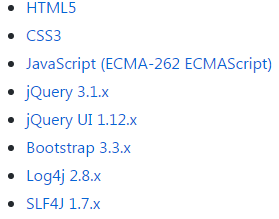 HTML5
CSS3
JavaScript (ECMA-262 ECMAScript)
jQuery 3.1.x
jQuery UI 1.12.x
Bootstrap 3.3.x
Log4j 2.8.x
SLF4J 1.7.x